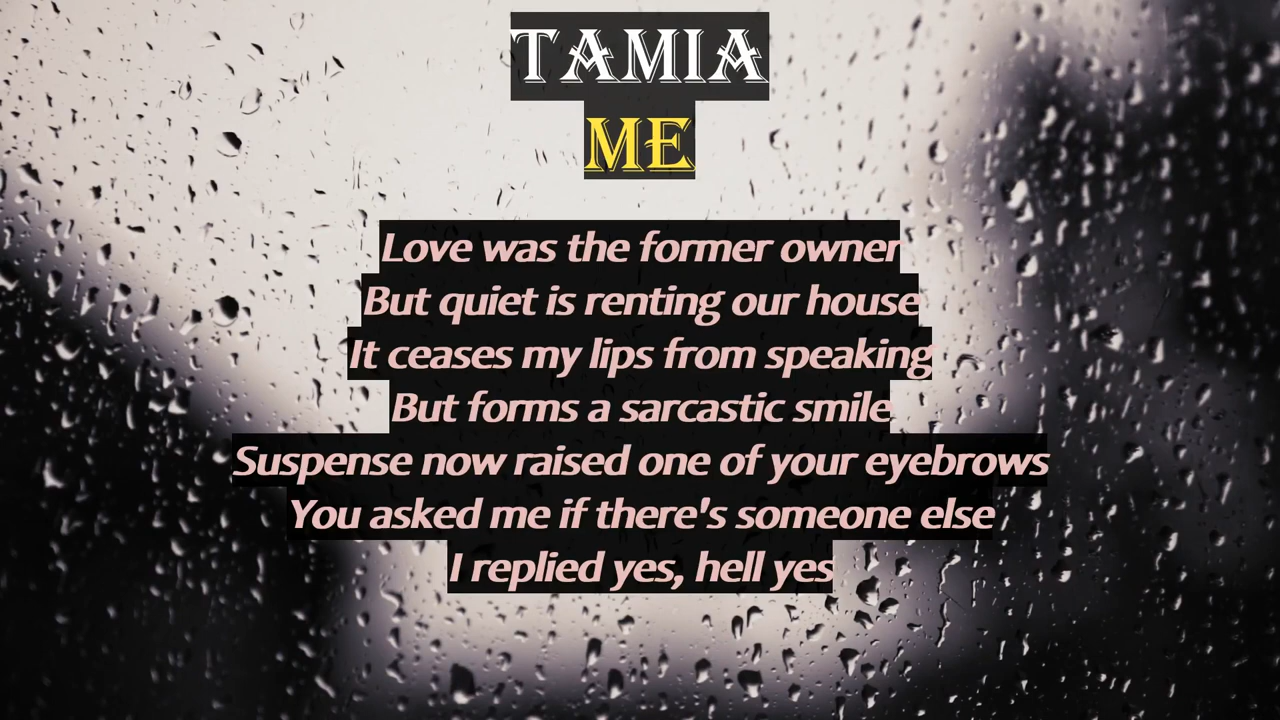 TAMIA
ME
Love was the former owner
But quiet is renting our house
It ceases my lips from speaking
But forms a sarcastic smile
Suspense now raised one of your eyebrows
You asked me if there's someone else
I replied yes, hell yes